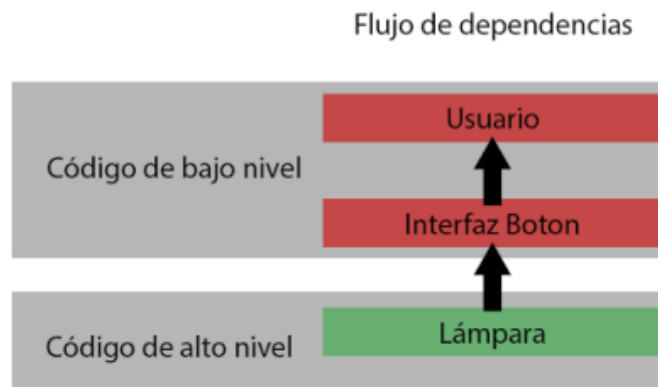 Flujo de dependencias
Usuario
Código de bajo nivel
Interfaz Boton
Lámpara
Código de alto nivel